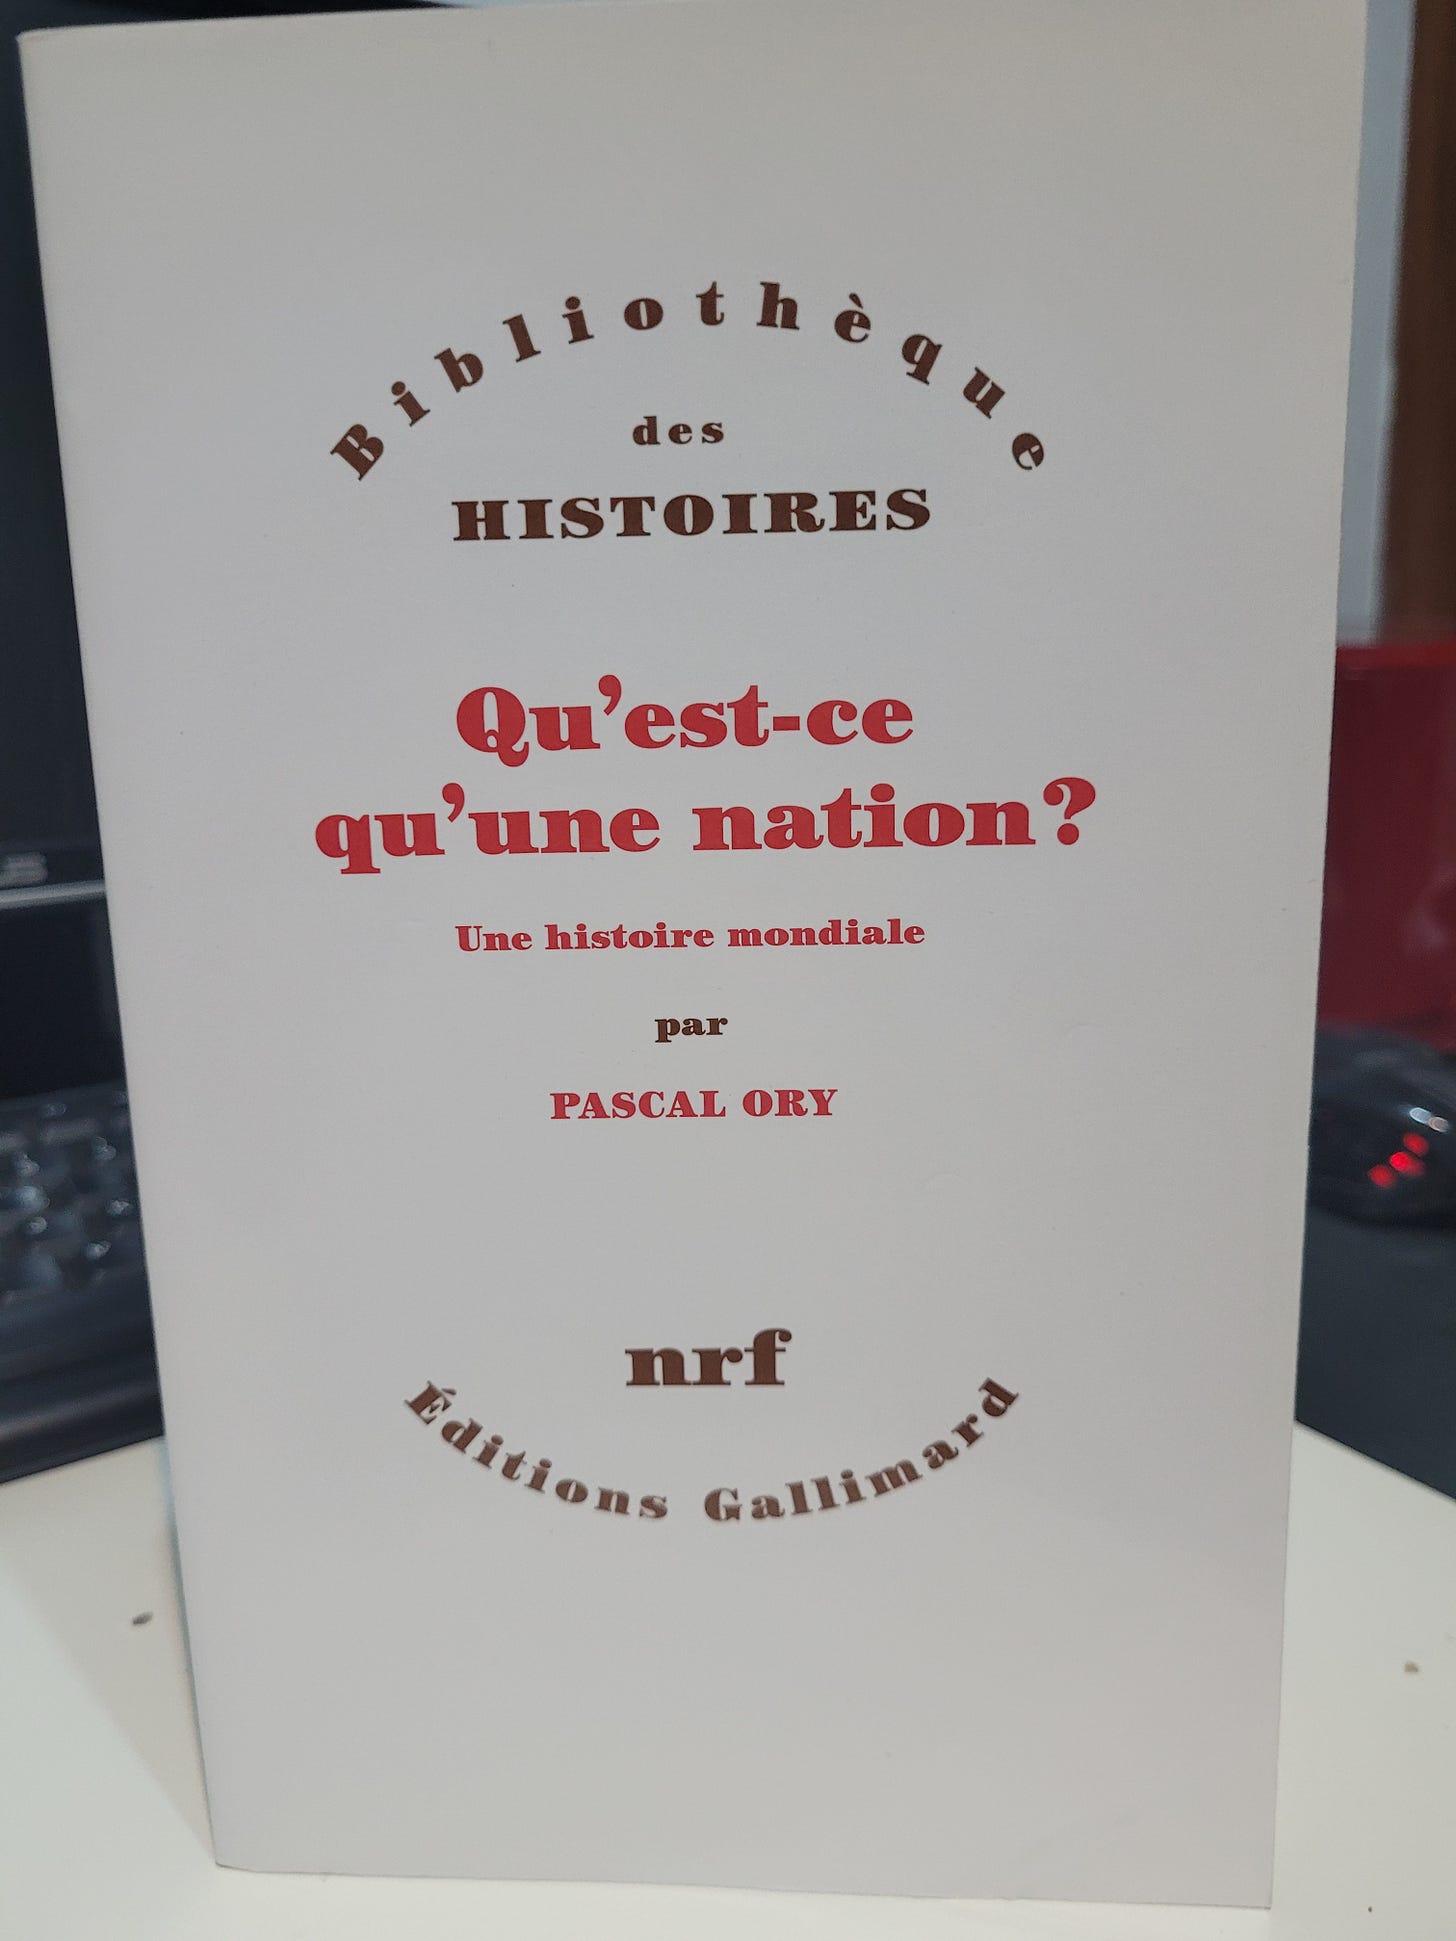 Bibliothèque
des
HISTOIRES
Qu'est-ce
qu'une nation?
Une histoire mondiale
par
PASCAL ORY
nrf
Éditions Gallimard